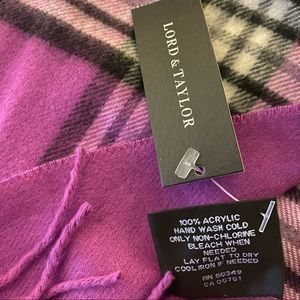 LORD & TAYLOR
100% ACRYLIC
HAND WASH COLD
ONLY NON-CHLORINE
BLEACH WHEN
NEEDED
LAY FLAT TO DRY
COOL IRON IF NEEDED
RN 60349
CA 00761